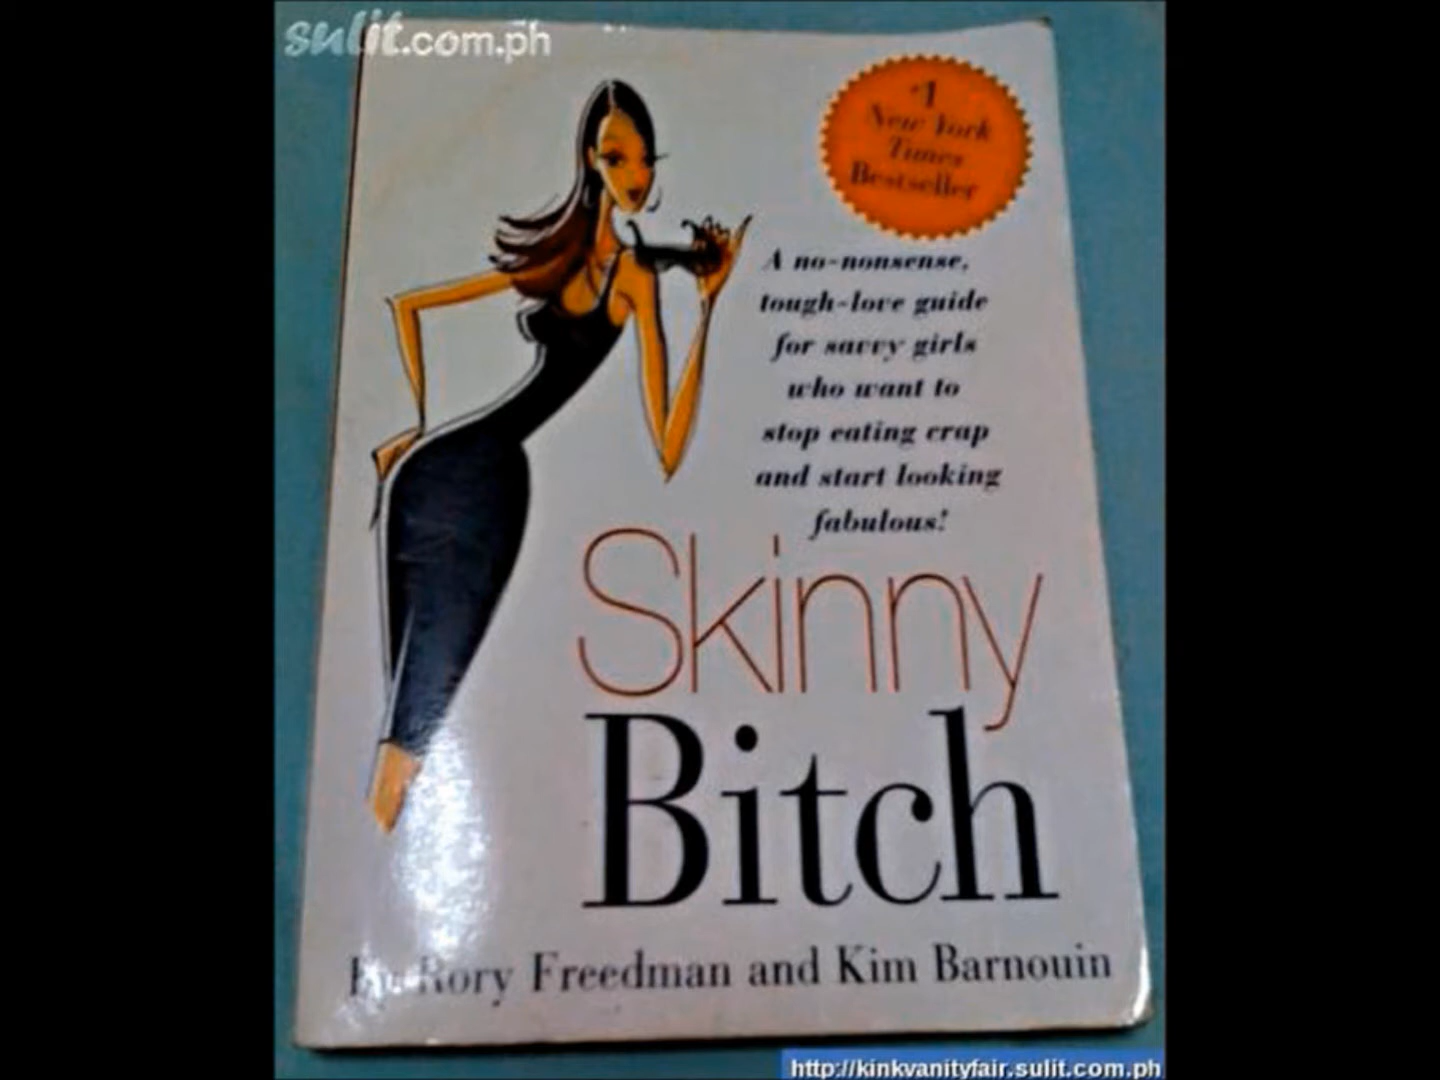 sulit.com.ph
#1
New York
Times
Bestseller
A no-nonsense,
tough-love guide
for savvy girls
who want to
stop eating crap
and start looking
fabulous!
Skinny
Bitch
By Rory Freedman and Kim Barnouin
http://kinkvanityfair.sulit.com.ph